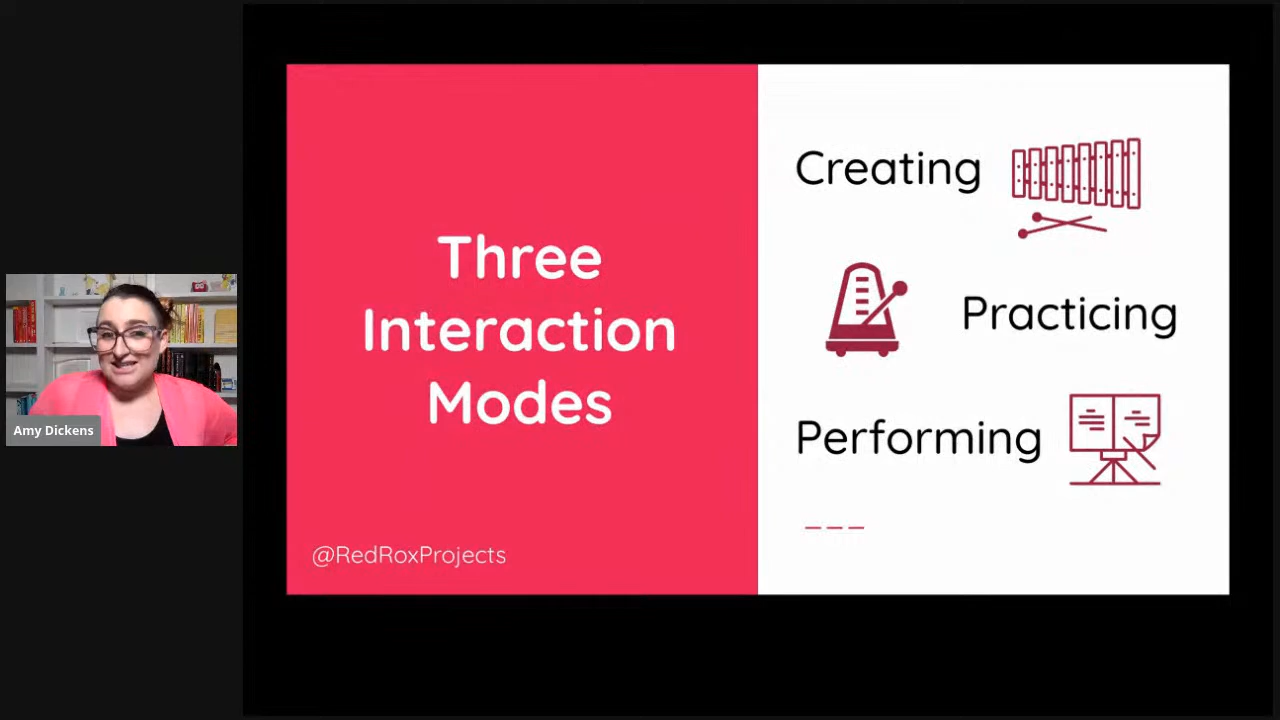 Three
Interaction
Modes
@RedRoxProjects
Creating
Practicing
Performing
Amy Dickens